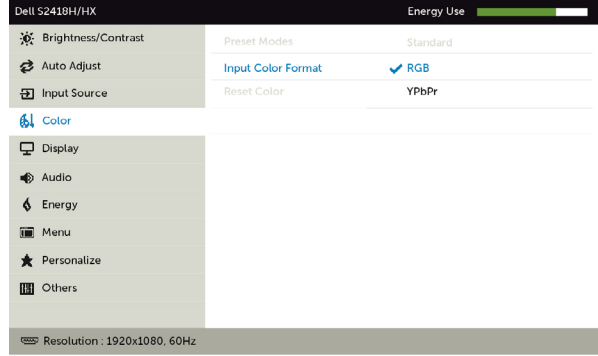 Dell S2418H/HX Energy Use
Brightness/Contrast Preset Modes Standard
Auto Adjust Input Color Format RGB
Input Source Reset Color YPbPr
Color
Display
Audio
Energy
Menu
Personalize
Others
Resolution : 1920x1080, 60Hz